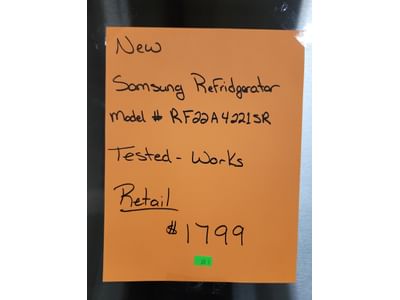 New
Samsung Refridgerator
Model # RF22A4221SR
Tested - Works
Retail
$1799